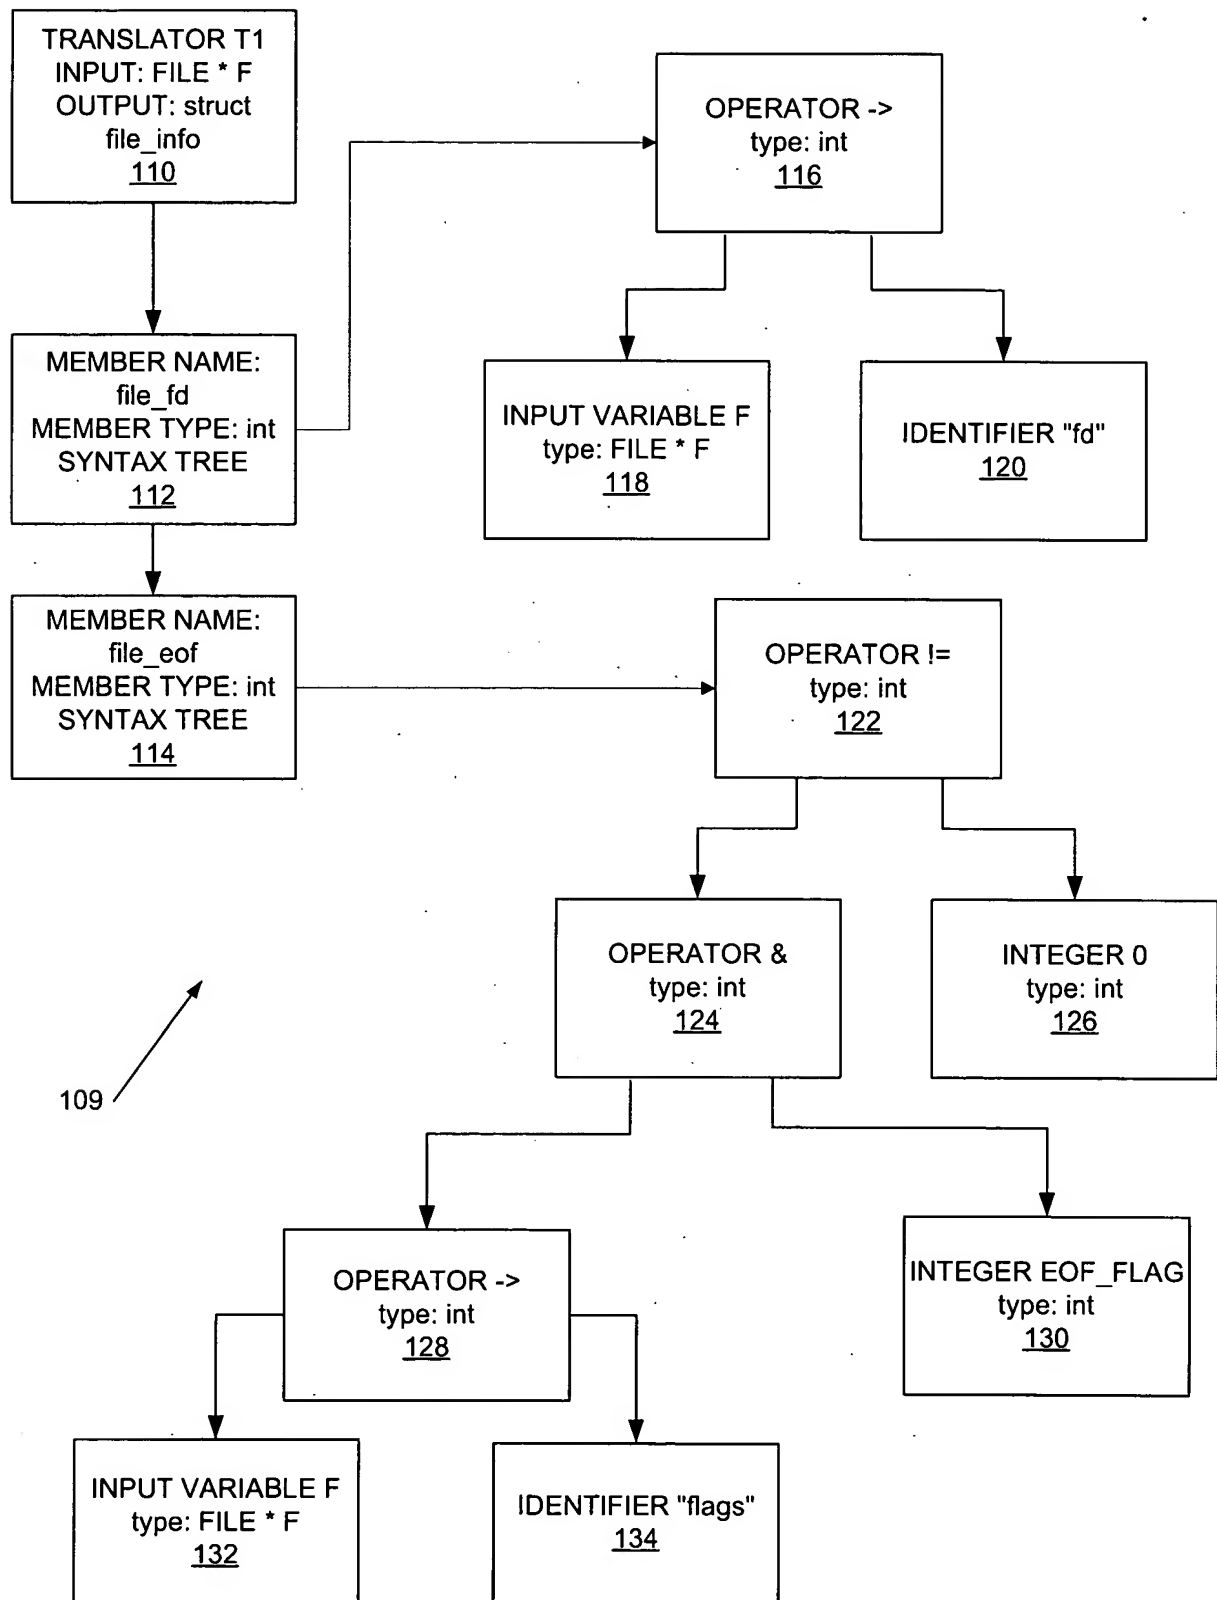 TRANSLATOR T1
INPUT: FILE * F
OUTPUT: struct
file_info
110
OPERATOR ->
type: int
116
MEMBER NAME:
file_fd
MEMBER TYPE: int
SYNTAX TREE
112
INPUT VARIABLE F
type: FILE * F
118
IDENTIFIER "fd"
120
MEMBER NAME:
file_eof
MEMBER TYPE: int
SYNTAX TREE
114
OPERATOR !=
type: int
122
OPERATOR &
type: int
124
INTEGER 0
type: int
126
109
OPERATOR ->
type: int
128
INTEGER EOF_FLAG
type: int
130
INPUT VARIABLE F
type: FILE * F
132
IDENTIFIER "flags"
134